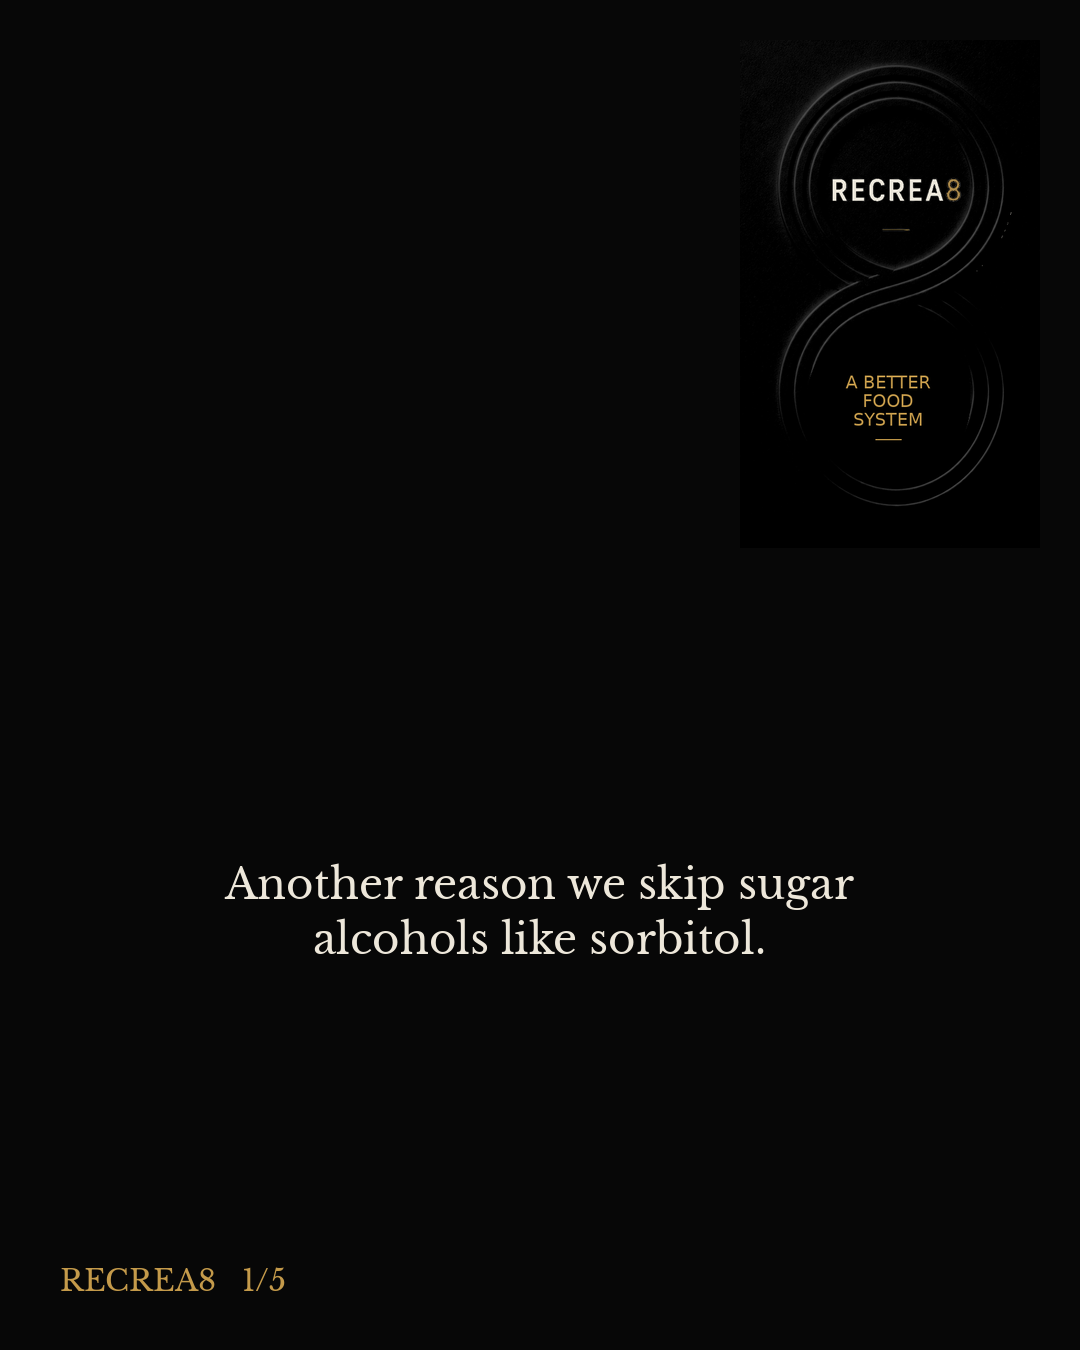 RECREA8
A BETTER
FOOD
SYSTEM
Another reason we skip sugar
alcohols like sorbitol.
RECREA8 1/5